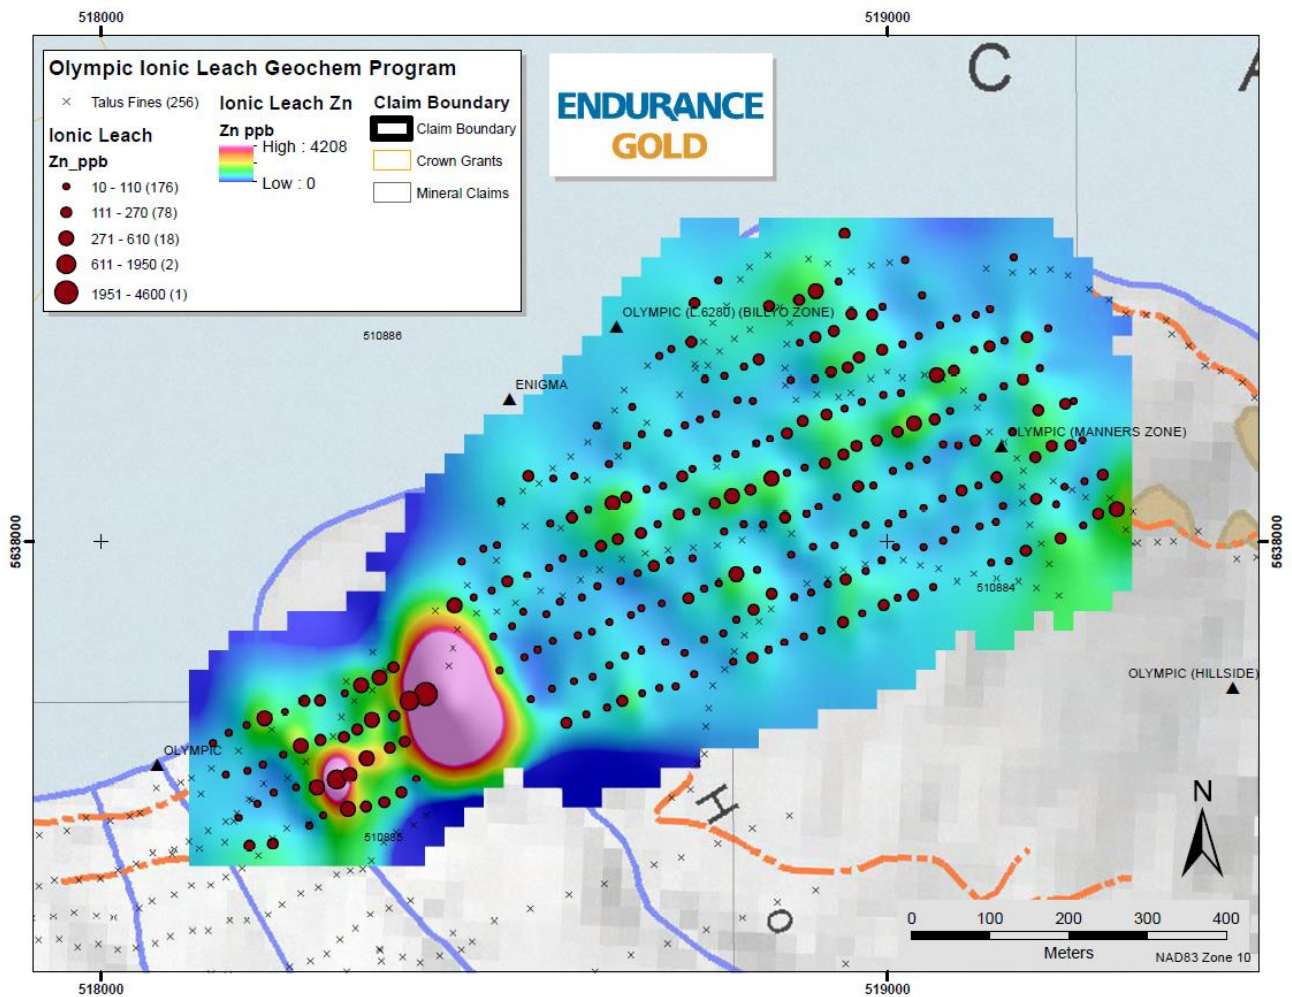 518000
519000
Olympic Ionic Leach Geochem Program
Talus Fines (256)
Ionic Leach
Zn_ppb
10 - 110 (176)
111 - 270 (78)
271 - 610 (18)
611 - 1950 (2)
1951 - 4600 (1)
Ionic Leach Zn
Zn ppb
High : 4208
Low : 0
Claim Boundary
Claim Boundary
Crown Grants
Mineral Claims
ENDURANCE
GOLD
C
A
510886
OLYMPIC (L.6280) (BILLYO ZONE)
ENIGMA
OLYMPIC (MANNERS ZONE)
5638000
5638000
510884
OLYMPIC (HILLSIDE)
OLYMPIC
510885
H
O
N
0 100 200 300 400
Meters
NAD83 Zone 10
518000
519000